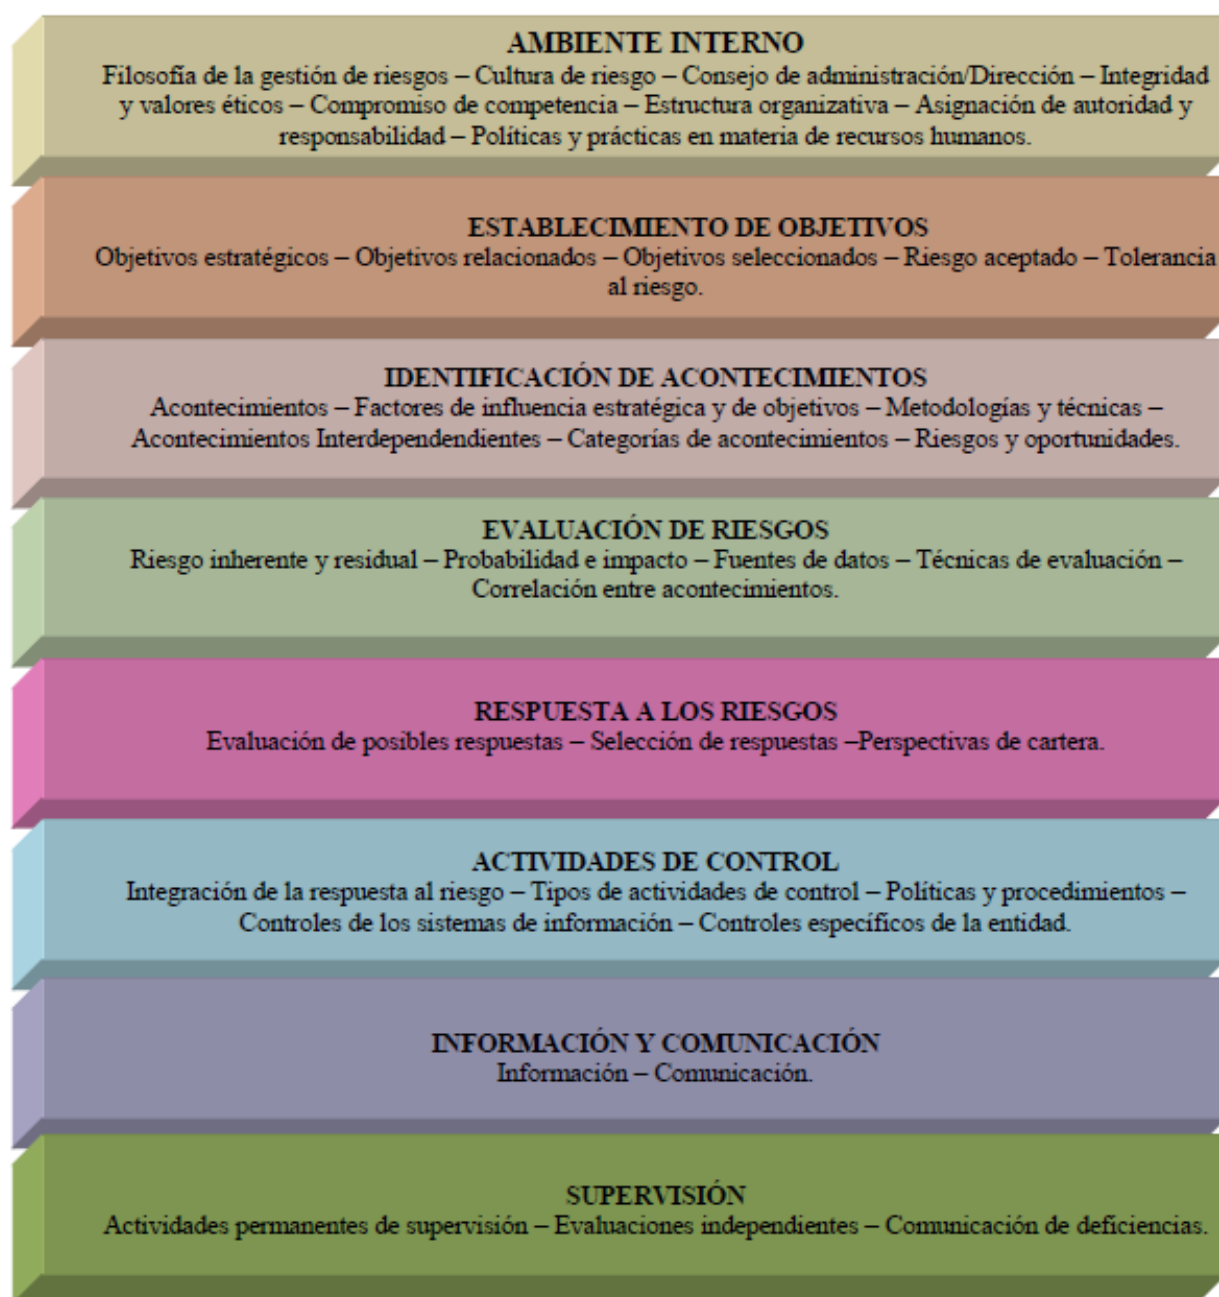 AMBIENTE INTERNO
Filosofía de la gestión de riesgos – Cultura de riesgo – Consejo de administración/Dirección – Integridad
y valores éticos – Compromiso de competencia – Estructura organizativa – Asignación de autoridad y
responsabilidad – Políticas y prácticas en materia de recursos humanos.
ESTABLECIMIENTO DE OBJETIVOS
Objetivos estratégicos – Objetivos relacionados – Objetivos seleccionados – Riesgo aceptado – Tolerancia
al riesgo.
IDENTIFICACIÓN DE ACONTECIMIENTOS
Acontecimientos – Factores de influencia estratégica y de objetivos – Metodologías y técnicas –
Acontecimientos Interdependendientes – Categorías de acontecimientos – Riesgos y oportunidades.
EVALUACIÓN DE RIESGOS
Riesgo inherente y residual – Probabilidad e impacto – Fuentes de datos – Técnicas de evaluación –
Correlación entre acontecimientos.
RESPUESTA A LOS RIESGOS
Evaluación de posibles respuestas – Selección de respuestas –Perspectivas de cartera.
ACTIVIDADES DE CONTROL
Integración de la respuesta al riesgo – Tipos de actividades de control – Políticas y procedimientos –
Controles de los sistemas de información – Controles específicos de la entidad.
INFORMACIÓN Y COMUNICACIÓN
Información – Comunicación.
SUPERVISIÓN
Actividades permanentes de supervisión – Evaluaciones independientes – Comunicación de deficiencias.